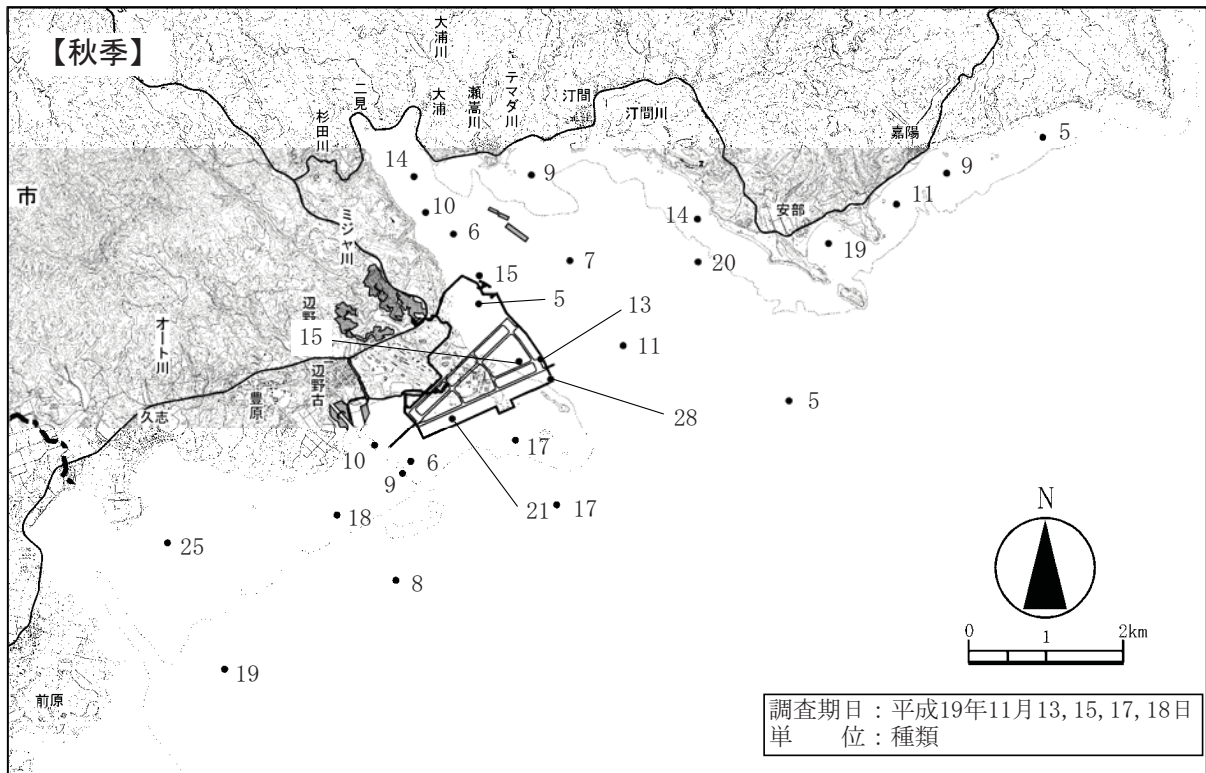 【秋季】
大浦川
二見
大浦
瀬嵩川
テマダ川
汀間
汀間川
嘉陽
杉田川
5
14
9
9
市
11
10
14
安部
ミジャ川
6
19
7
20
15
5
13
辺野
15
オート川
11
辺野古
豊原
久志
5
28
10
17
6
9
21
17
18
N
25
8
0 1 2km
19
前原
調査期日：平成19年11月13,15,17,18日
単　　位：種類